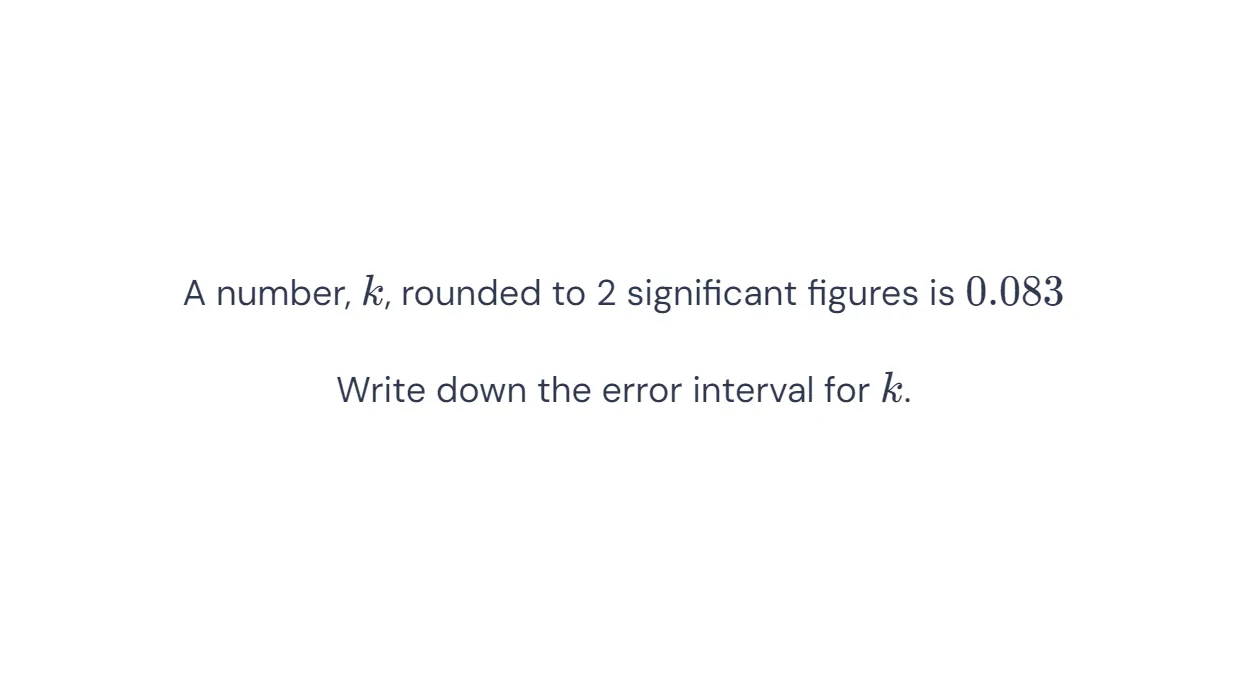 A number, k, rounded to 2 significant figures is 0.083
Write down the error interval for k.